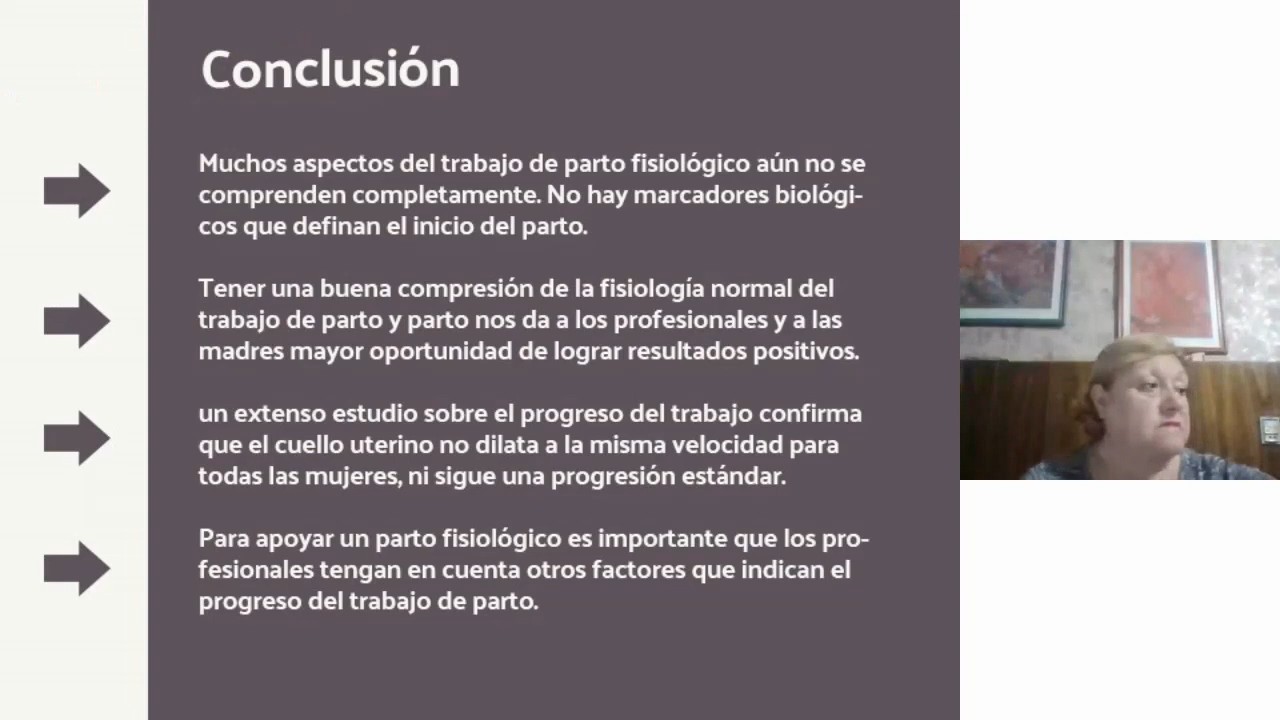 Conclusión
Muchos aspectos del trabajo de parto fisiológico aún no se
comprenden completamente. No hay marcadores biológi-
cos que definan el inicio del parto.
Tener una buena compresión de la fisiología normal del
trabajo de parto y parto nos da a los profesionales y a las
madres mayor oportunidad de lograr resultados positivos.
un extenso estudio sobre el progreso del trabajo confirma
que el cuello uterino no dilata a la misma velocidad para
todas las mujeres, ni sigue una progresión estándar.
Para apoyar un parto fisiológico es importante que los pro-
fesionales tengan en cuenta otros factores que indican el
progreso del trabajo de parto.